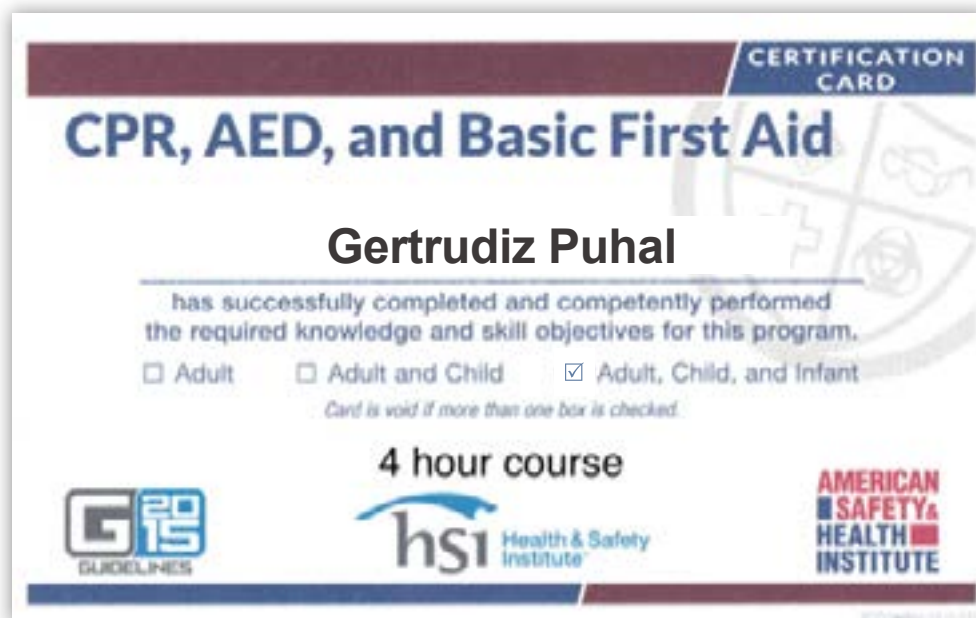 CERTIFICATION
CARD
CPR, AED, and Basic First Aid
Gertrudiz Puhal
has successfully completed and competently performed
the required knowledge and skill objectives for this program.
☐ Adult ☐ Adult and Child ☑ Adult, Child, and Infant
Card is void if more than one box is checked.
4 hour course
G 2015
GUIDELINES
hsi Health & Safety
Institute
AMERICAN
SAFETY &
HEALTH
INSTITUTE